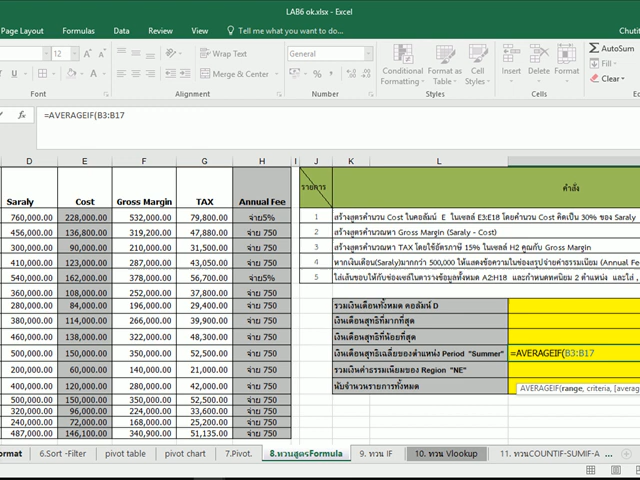 LAB6 ok.xlsx - Excel
Page Layout Formulas Data Review View Tell me what you want to do... Chutit
12 A A Wrap Text General Conditional Formatting Format as Table Cell Styles Insert Delete Format AutoSum
Fill
B U A Merge & Center % , Clear
Font Alignment Number Styles Cells
fx =AVERAGEIF(B3:B17
D E F G H I J K L
Saraly Cost Gross Margin TAX Annual Fee รายการ คำสั่ง
760,000.00 228,000.00 532,000.00 79,800.00 จ่าย5% 1 สร้างสูตรคำนวน Cost ในคอลัมน์ E ในเซลล์ E3:E18 โดยคำนวน Cost คิดเป็น 30% ของ Saraly
456,000.00 136,800.00 319,200.00 47,880.00 จ่าย 750 2 สร้างสูตรคำนวนหา Gross Margin (Saraly - Cost)
300,000.00 90,000.00 210,000.00 31,500.00 จ่าย 750 3 สร้างสูตรคำนวนหา TAX โดยใช้อัตราภาษี 15% ในเซลล์ H2 คูณกับ Gross Margin
410,000.00 123,000.00 287,000.00 43,050.00 จ่าย 750 4 หากเงินเดือน(Saraly)มากกว่า 500,000 ให้แสดงข้อความในช่องสรุปจ่ายค่าธรรมเนียม (Annual Fe
540,000.00 162,000.00 378,000.00 56,700.00 จ่าย5% 5 ใส่เส้นขอบให้กับช่องเซลล์ในตารางข้อมูลทั้งหมด A2:H18 และกำหนดทศนิยม 2 ตำแหน่ง และใส่ ,
360,000.00 108,000.00 252,000.00 37,800.00 จ่าย 750
280,000.00 84,000.00 196,000.00 29,400.00 จ่าย 750 รวมเงินเดือนทั้งหมด คอลัมน์ D
380,000.00 114,000.00 266,000.00 39,900.00 จ่าย 750 เงินเดือนสุทธิที่มากที่สุด
460,000.00 138,000.00 322,000.00 48,300.00 จ่าย 750 เงินเดือนสุทธิที่น้อยที่สุด
500,000.00 150,000.00 350,000.00 52,500.00 จ่าย 750 เงินเดือนสุทธิเฉลี่ยของตำแหน่ง Period "Summer" =AVERAGEIF(B3:B17
200,000.00 60,000.00 140,000.00 21,000.00 จ่าย 750 รวมเงินค่าธรรมเนียมของ Region "NE"
400,000.00 120,000.00 280,000.00 42,000.00 จ่าย 750 นับจำนวนรายการทั้งหมด AVERAGEIF(range, criteria, [averag
500,000.00 150,000.00 350,000.00 52,500.00 จ่าย 750
320,000.00 96,000.00 224,000.00 33,600.00 จ่าย 750
240,000.00 72,000.00 168,000.00 25,200.00 จ่าย 750
487,000.00 146,100.00 340,900.00 51,135.00 จ่าย 750
ormat 6.Sort -Filter pivot table pivot chart 7.Pivot. 8.ทวนสูตรFormula 9. ทวน IF 10. ทวน Vlookup 11. ทวนCOUNTIF-SUMIF-A ...